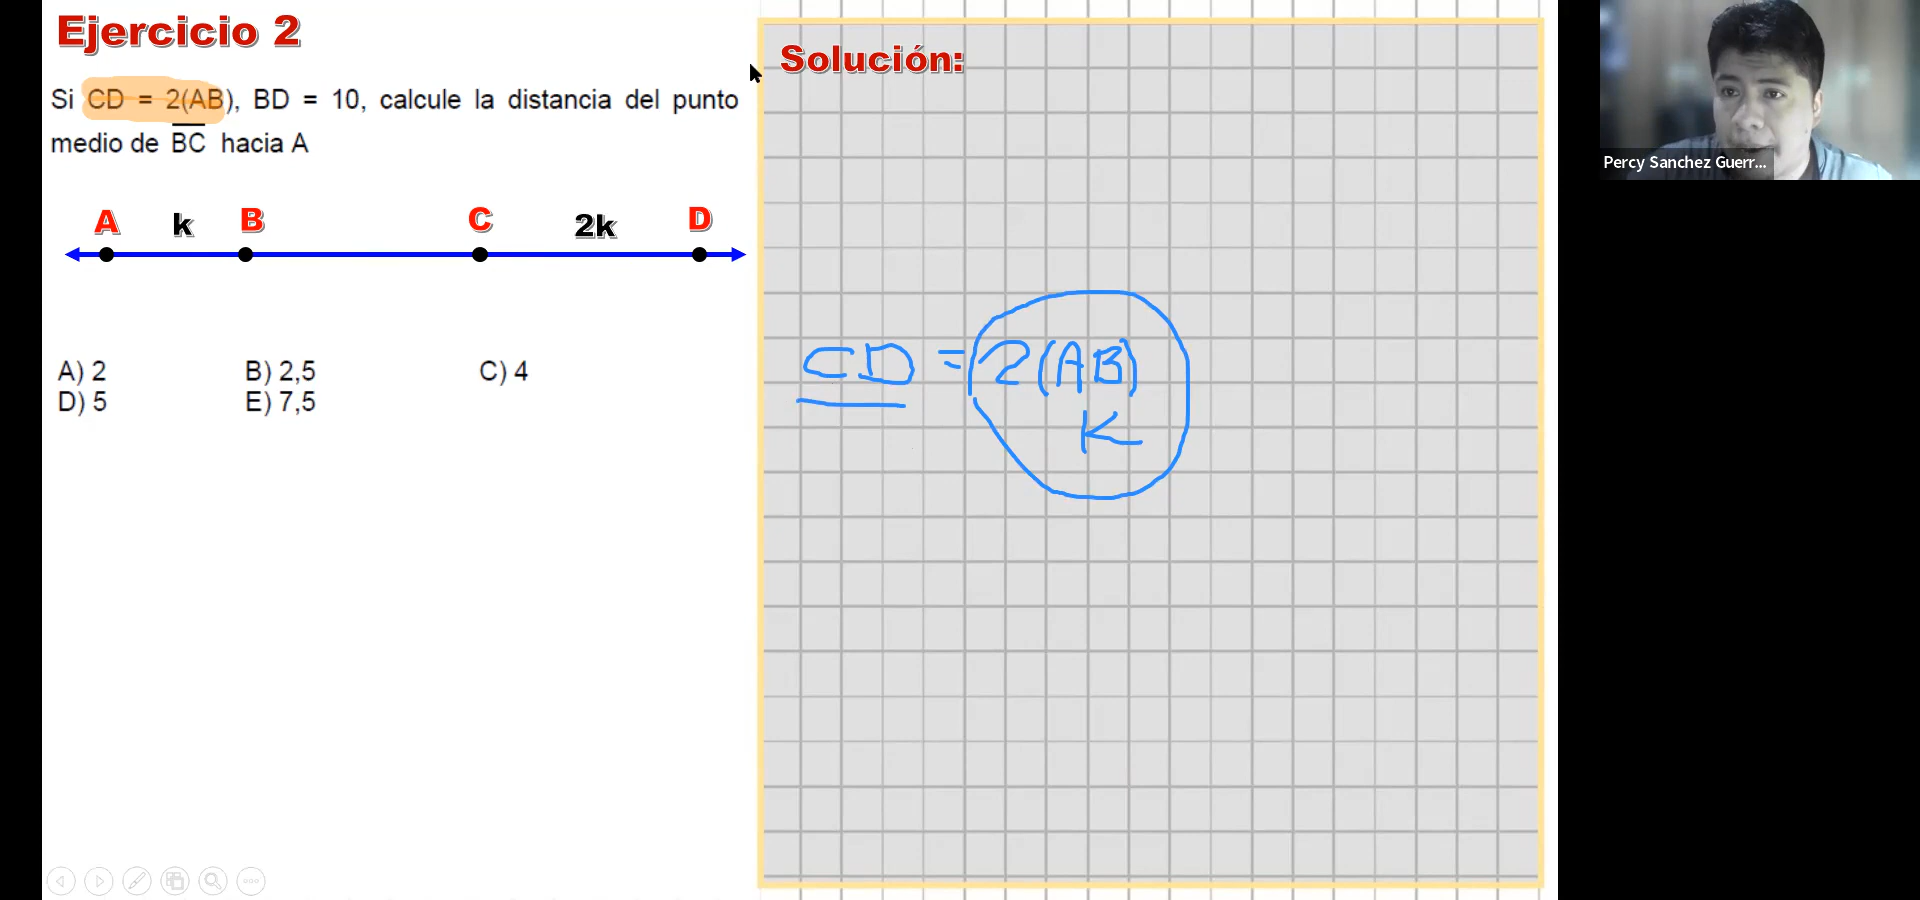 Ejercicio 2
Si CD = 2(AB), BD = 10, calcule la distancia del punto
medio de BC hacia A
A k B C 2k D
A) 2 B) 2,5 C) 4
D) 5 E) 7,5
Solución:
CD = 2(AB)
K
Percy Sanchez Guerr...